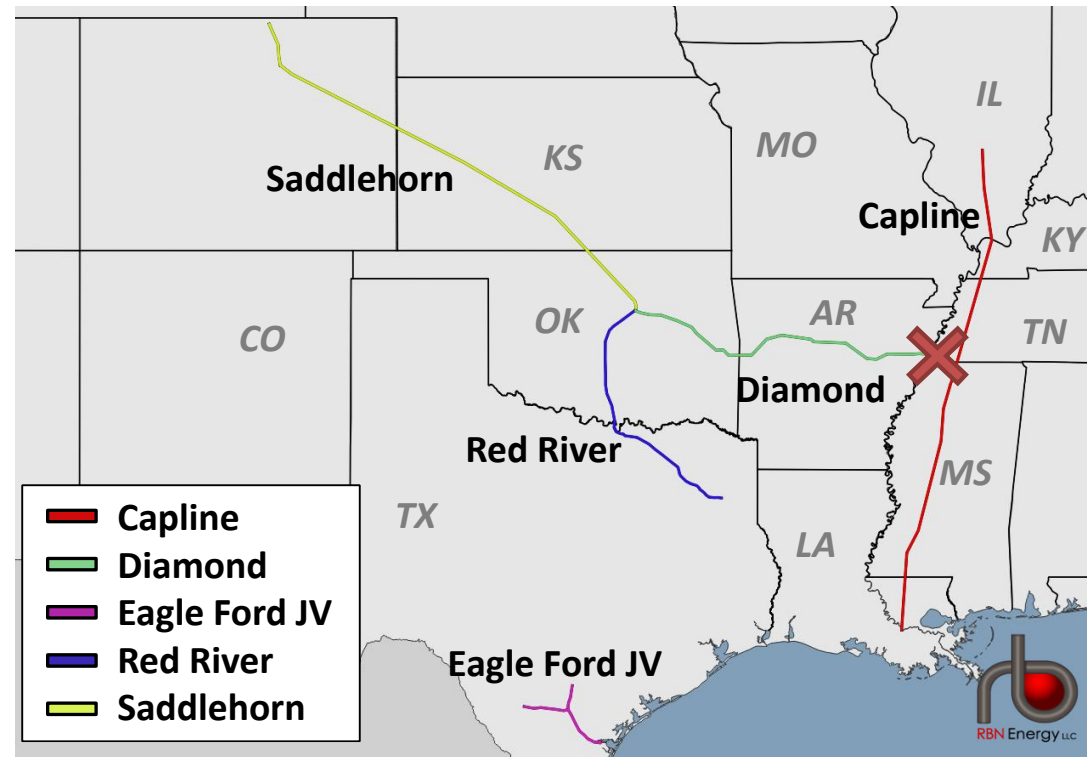 IL
MO
KS
Saddlehorn
Capline
KY
AR
OK
TN
CO
Diamond
Red River
MS
TX
LA
Capline
Diamond
Eagle Ford JV
Red River
Saddlehorn
Eagle Ford JV
RBN Energy LLC